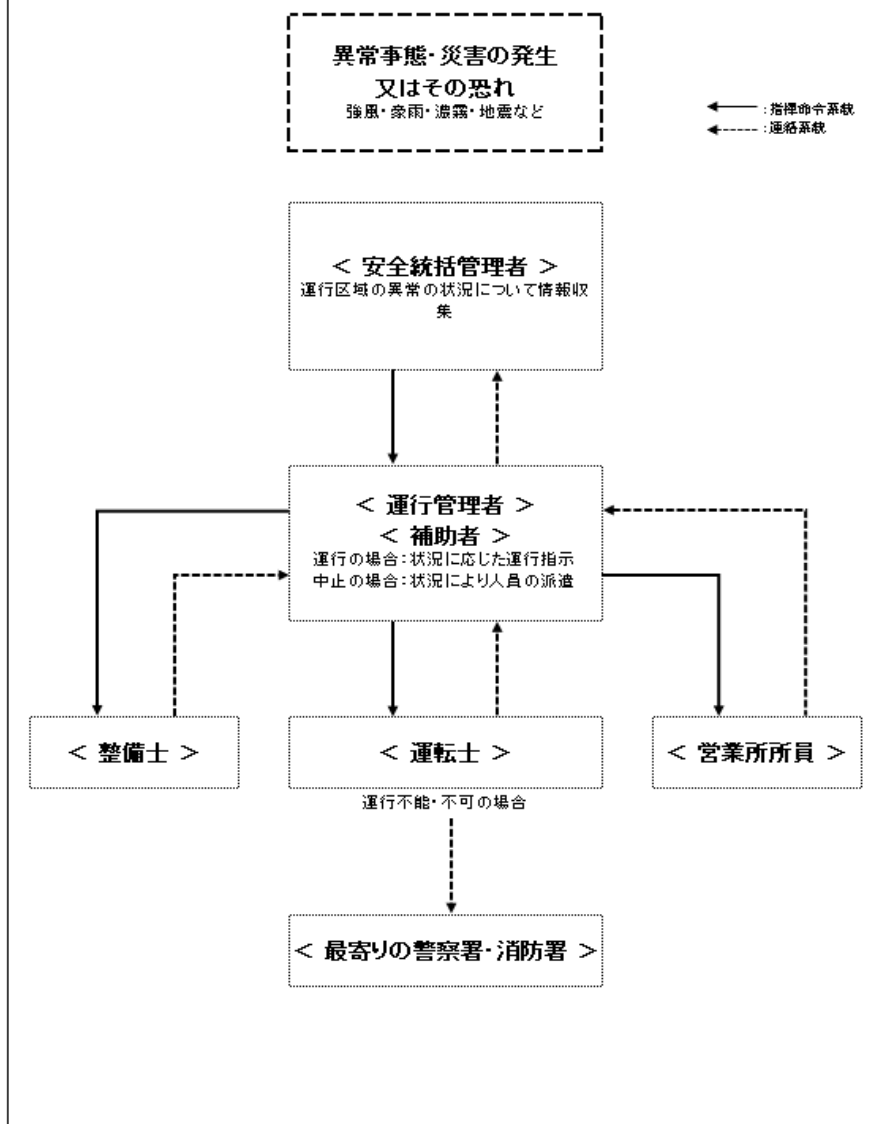 異常事態・災害の発生
又はその恐れ
強風・豪雨・濃霧・地震など
：指揮命令系統
：連絡系統
＜ 安全統括管理者 ＞
運行区域の異常の状況について情報収
集
＜ 運行管理者 ＞
＜ 補助者 ＞
運行の場合：状況に応じた運行指示
中止の場合：状況により人員の派遣
＜ 整備士 ＞
＜ 運転士 ＞
＜ 営業所所員 ＞
運行不能・不可の場合
＜ 最寄りの警察署・消防署 ＞